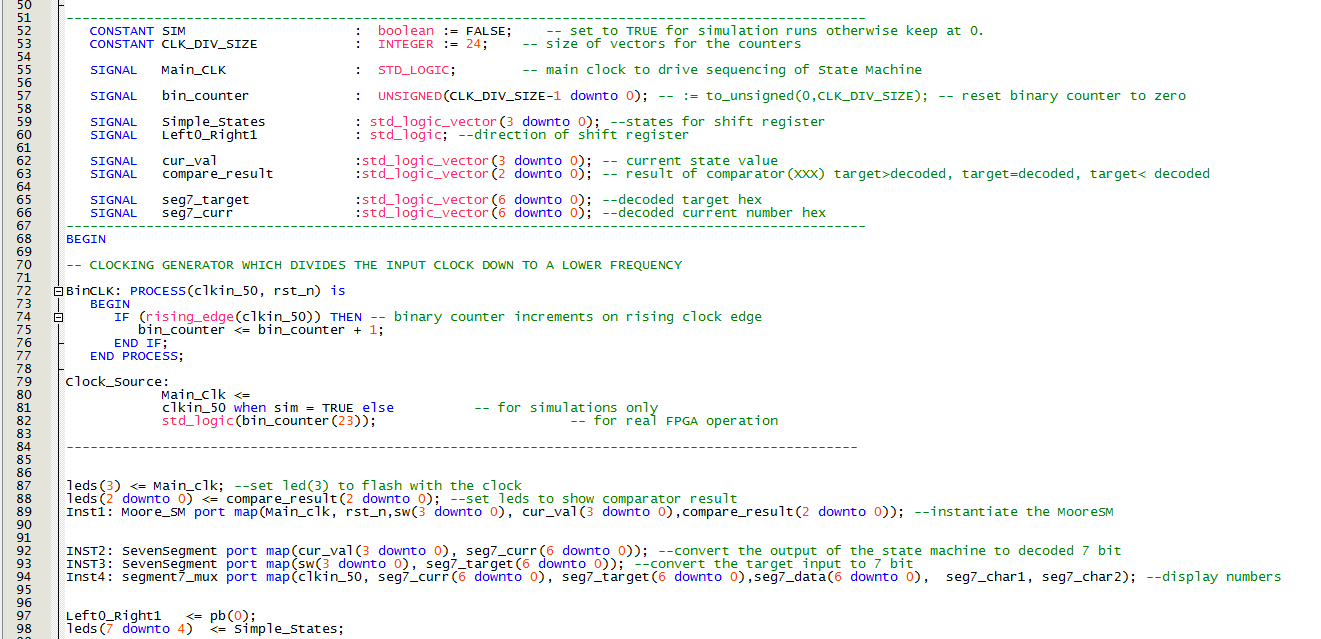 50
51 ----------------------------------------------------------------------------------------------------
52 CONSTANT SIM : boolean := FALSE; -- set to TRUE for simulation runs otherwise keep at 0.
53 CONSTANT CLK_DIV_SIZE : INTEGER := 24; -- size of vectors for the counters
54
55 SIGNAL Main_CLK : STD_LOGIC; -- main clock to drive sequencing of State Machine
56
57 SIGNAL bin_counter : UNSIGNED(CLK_DIV_SIZE-1 downto 0); -- := to_unsigned(0,CLK_DIV_SIZE); -- reset binary counter to zero
58
59 SIGNAL Simple_States : std_logic_vector(3 downto 0); --states for shift register
60 SIGNAL Left0_Right1 : std_logic; --direction of shift register
61
62 SIGNAL cur_val :std_logic_vector(3 downto 0); -- current state value
63 SIGNAL compare_result :std_logic_vector(2 downto 0); -- result of comparator(XXX) target>decoded, target=decoded, target< decoded
64
65 SIGNAL seg7_target :std_logic_vector(6 downto 0); --decoded target hex
66 SIGNAL seg7_curr :std_logic_vector(6 downto 0); --decoded current number hex
67 ----------------------------------------------------------------------------------------------------
68 BEGIN
69
70 -- CLOCKING GENERATOR WHICH DIVIDES THE INPUT CLOCK DOWN TO A LOWER FREQUENCY
71
72 BinCLK: PROCESS(clkin_50, rst_n) is
73 BEGIN
74 IF (rising_edge(clkin_50)) THEN -- binary counter increments on rising clock edge
75 bin_counter <= bin_counter + 1;
76 END IF;
77 END PROCESS;
78
79 Clock_Source:
80 Main_Clk <=
81 clkin_50 when sim = TRUE else -- for simulations only
82 std_logic(bin_counter(23)); -- for real FPGA operation
83
84 ---------------------------------------------------------------------------------------------------
85
86
87 leds(3) <= Main_clk; --set led(3) to flash with the clock
88 leds(2 downto 0) <= compare_result(2 downto 0); --set leds to show comparator result
89 Inst1: Moore_SM port map(Main_clk, rst_n,sw(3 downto 0), cur_val(3 downto 0),compare_result(2 downto 0)); --instantiate the MooreSM
90
91
92 INST2: SevenSegment port map(cur_val(3 downto 0), seg7_curr(6 downto 0)); --convert the output of the state machine to decoded 7 bit
93 INST3: SevenSegment port map(sw(3 downto 0), seg7_target(6 downto 0)); --convert the target input to 7 bit
94 Inst4: segment7_mux port map(clkin_50, seg7_curr(6 downto 0), seg7_target(6 downto 0),seg7_data(6 downto 0), seg7_char1, seg7_char2); --display numbers
95
96
97 Left0_Right1 <= pb(0);
98 leds(7 downto 4) <= Simple_States;